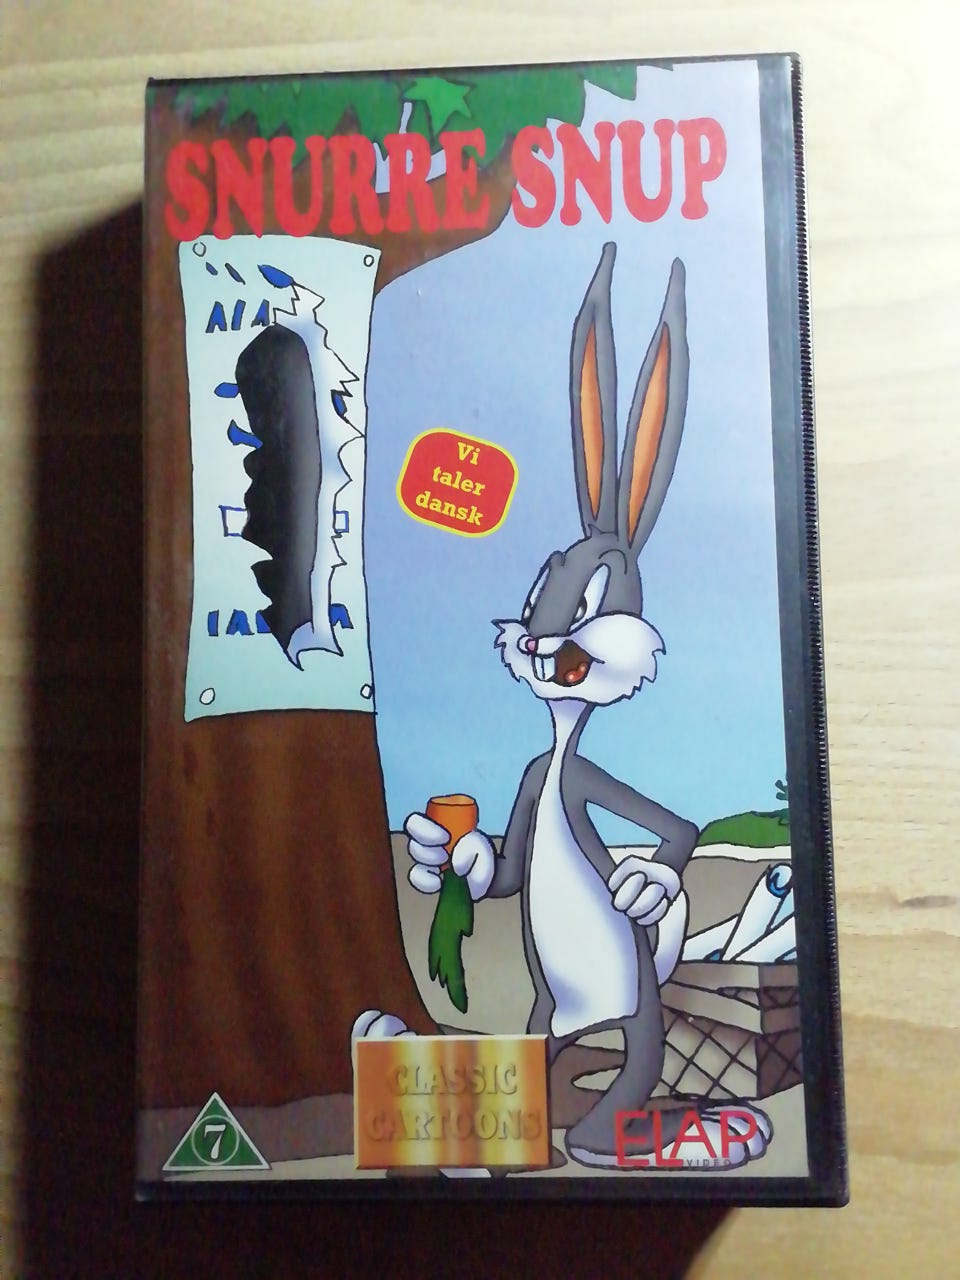 SNURRE SNUP
Vi
taler
dansk
CLASSIC
CARTOONS
7
ELAP
VIDEO